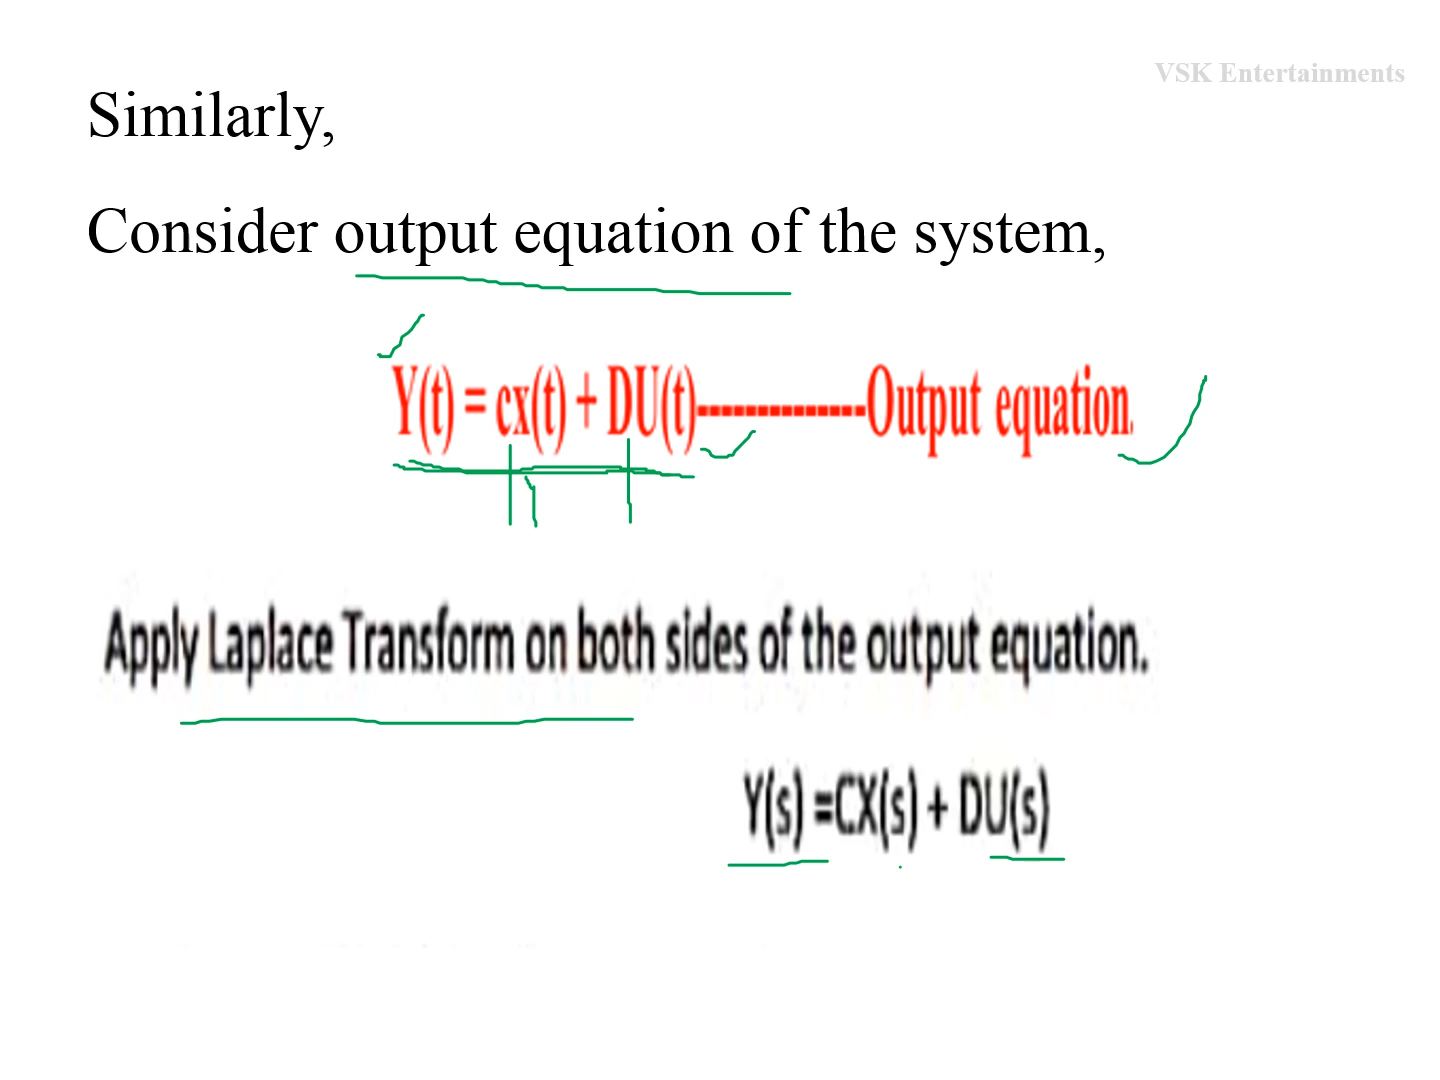 VSK Entertainments
Similarly,
Consider output equation of the system,
Y(t) = cx(t) + DU(t)--------------Output equation.
Apply Laplace Transform on both sides of the output equation.
Y(s) =CX(s) + DU(s)